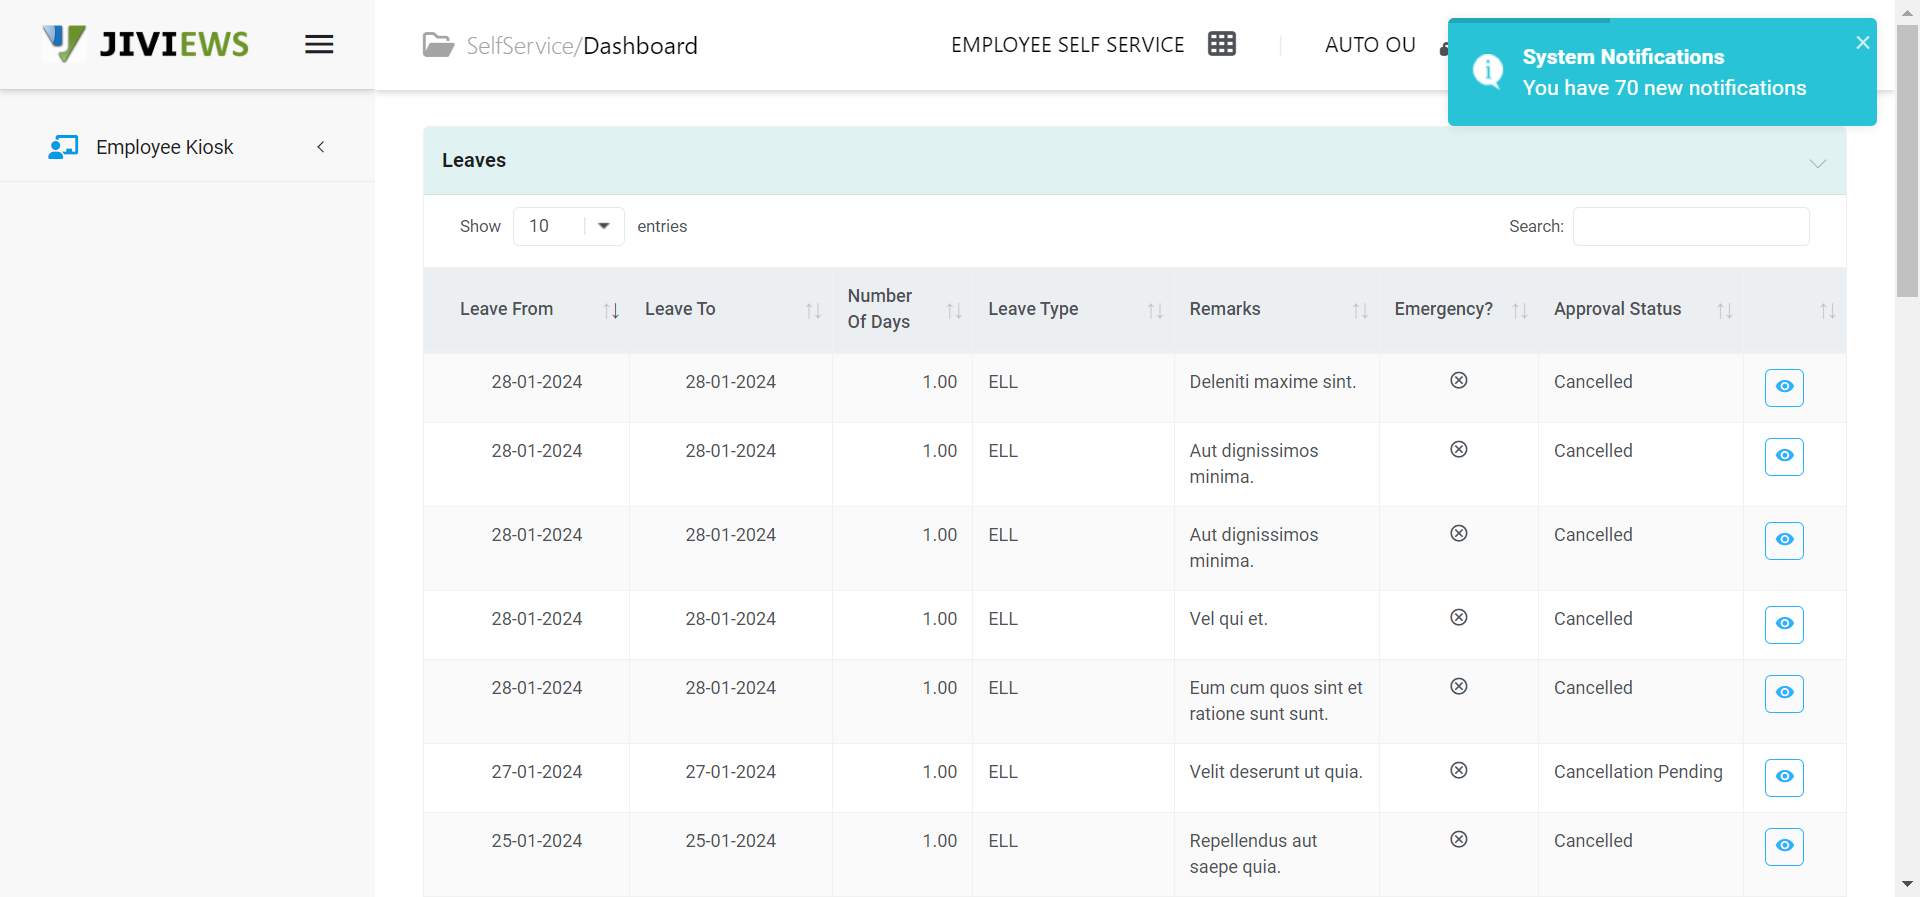 JIVIEWS
SelfService/Dashboard
EMPLOYEE SELF SERVICE
AUTO OU
System Notifications
You have 70 new notifications
Employee Kiosk
Leaves
Show 10 entries
Search:
Leave From
Leave To
Number
Of Days
Leave Type
Remarks
Emergency?
Approval Status
28-01-2024 28-01-2024 1.00 ELL Deleniti maxime sint. Cancelled
28-01-2024 28-01-2024 1.00 ELL Aut dignissimos Cancelled
minima.
28-01-2024 28-01-2024 1.00 ELL Aut dignissimos Cancelled
minima.
28-01-2024 28-01-2024 1.00 ELL Vel qui et. Cancelled
28-01-2024 28-01-2024 1.00 ELL Eum cum quos sint et Cancelled
ratione sunt sunt.
27-01-2024 27-01-2024 1.00 ELL Velit deserunt ut quia. Cancellation Pending
25-01-2024 25-01-2024 1.00 ELL Repellendus aut Cancelled
saepe quia.